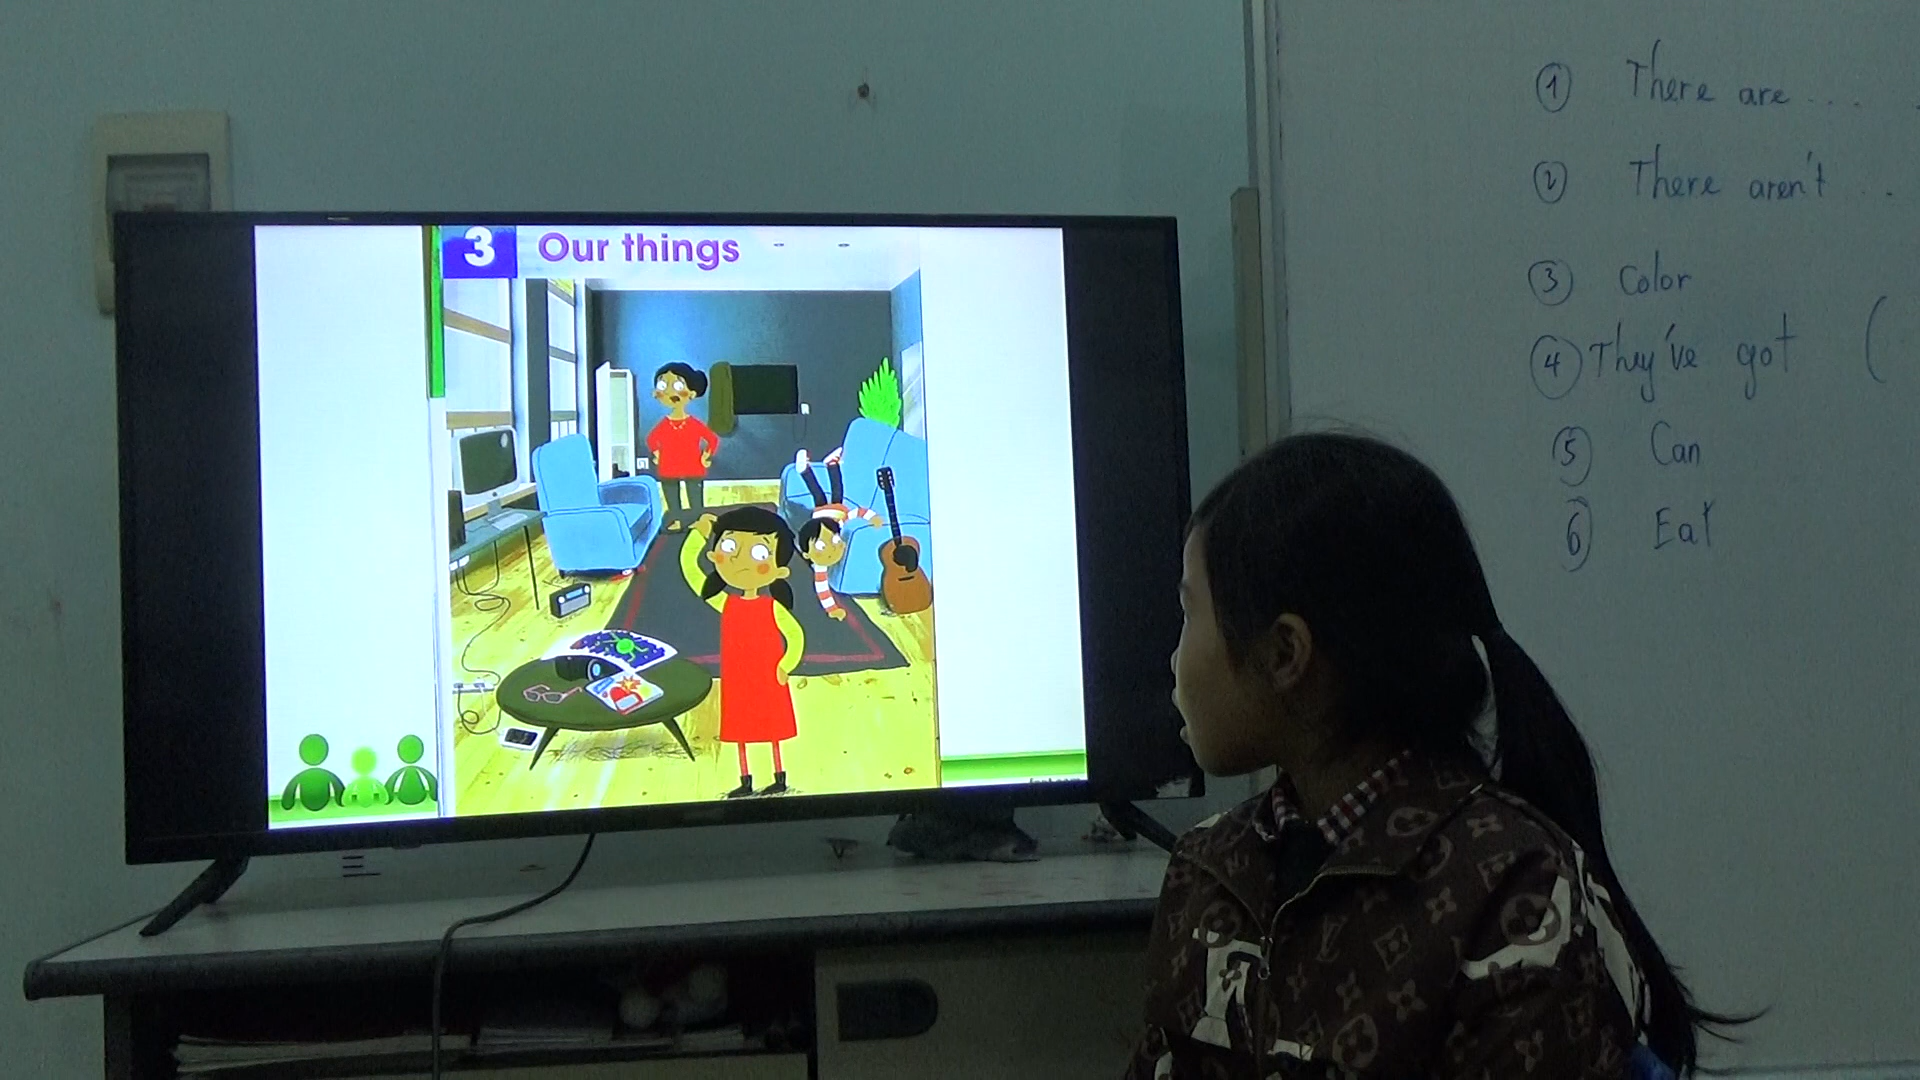 3 Our things
① There are ...
② There aren't ..
③ Color
④ They've got (
⑤ Can
⑥ Eat